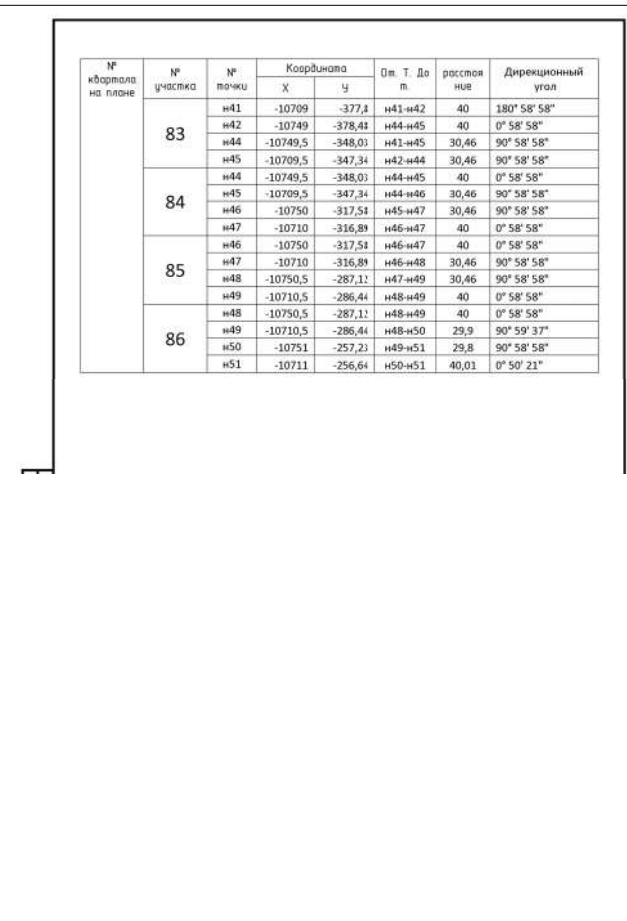 № квартала на плане | № участка | № точки | Координата | От. Т. До т. | расстоя ние | Дирекционный угол
X | У
83
н41 | -10709 | -377,8 | н41-н42 | 40 | 180° 58' 58"
н42 | -10749 | -378,48 | н44-н45 | 40 | 0° 58' 58"
н44 | -10749,5 | -348,03 | н41-н45 | 30,46 | 90° 58' 58"
н45 | -10709,5 | -347,34 | н42-н44 | 30,46 | 90° 58' 58"
84
н44 | -10749,5 | -348,03 | н44-н45 | 40 | 0° 58' 58"
н45 | -10709,5 | -347,34 | н44-н46 | 30,46 | 90° 58' 58"
н46 | -10750 | -317,58 | н45-н47 | 30,46 | 90° 58' 58"
н47 | -10710 | -316,89 | н46-н47 | 40 | 0° 58' 58"
85
н46 | -10750 | -317,58 | н46-н47 | 40 | 0° 58' 58"
н47 | -10710 | -316,89 | н46-н48 | 30,46 | 90° 58' 58"
н48 | -10750,5 | -287,12 | н47-н49 | 30,46 | 90° 58' 58"
н49 | -10710,5 | -286,44 | н48-н49 | 40 | 0° 58' 58"
86
н48 | -10750,5 | -287,12 | н48-н49 | 40 | 0° 58' 58"
н49 | -10710,5 | -286,44 | н48-н50 | 29,9 | 90° 59' 37"
н50 | -10751 | -257,23 | н49-н51 | 29,8 | 90° 58' 58"
н51 | -10711 | -256,64 | н50-н51 | 40,01 | 0° 50' 21"